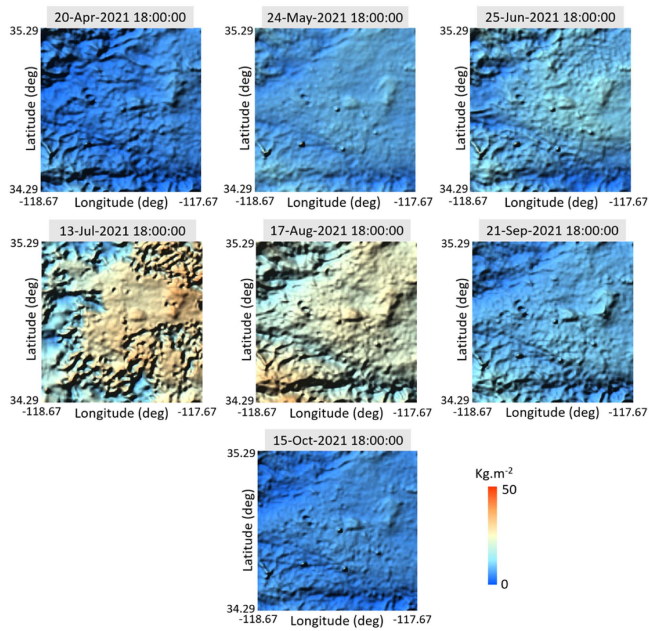 20-Apr-2021 18:00:00
24-May-2021 18:00:00
25-Jun-2021 18:00:00
35.29
35.29
35.29
Latitude (deg)
Latitude (deg)
Latitude (deg)
34.29
34.29
34.29
Longitude (deg)
Longitude (deg)
Longitude (deg)
-118.67
-117.67
-118.67
-117.67
-118.67
-117.67
13-Jul-2021 18:00:00
17-Aug-2021 18:00:00
21-Sep-2021 18:00:00
35.29
35.29
35.29
Latitude (deg)
Latitude (deg)
Latitude (deg)
34.29
34.29
34.29
Longitude (deg)
Longitude (deg)
Longitude (deg)
-118.67
-117.67
-118.67
-117.67
-118.67
-117.67
15-Oct-2021 18:00:00
35.29
Latitude (deg)
34.29
Longitude (deg)
-118.67
-117.67
Kg.m⁻²
50
0